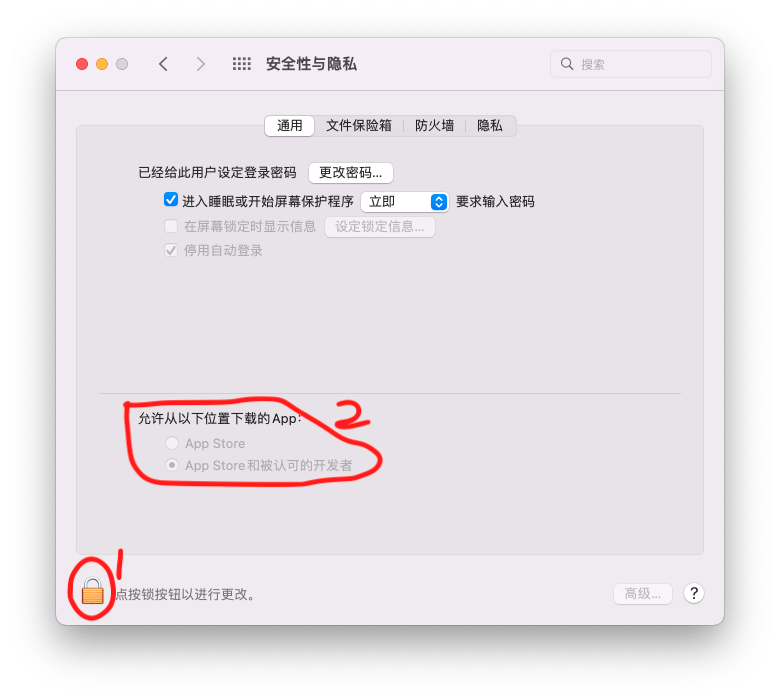 安全性与隐私
搜索
通用 文件保险箱 防火墙 隐私
已经给此用户设定登录密码 更改密码...
进入睡眠或开始屏幕保护程序 立即 要求输入密码
在屏幕锁定时显示信息 设定锁定信息...
停用自动登录
2
允许从以下位置下载的App:
App Store
App Store和被认可的开发者
1
点按锁按钮以进行更改。
高级... ?